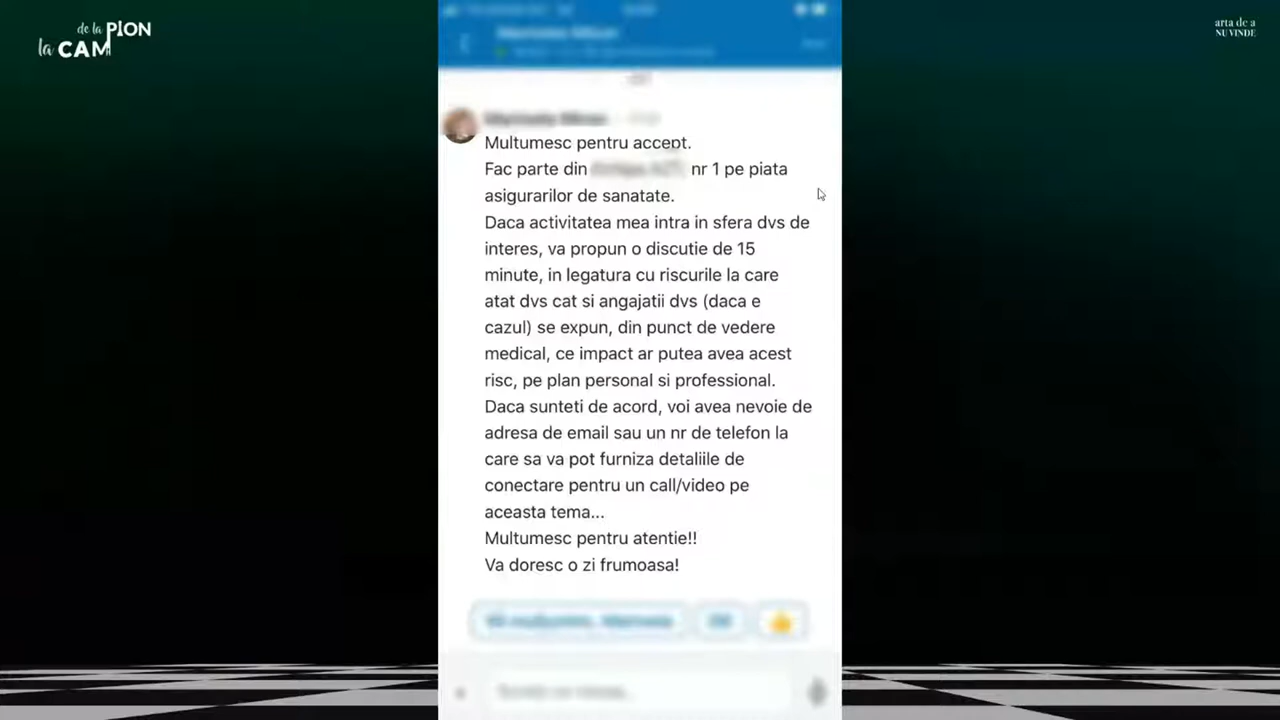 de la PION
la CAM
arta de a
NU VINDE
Multumesc pentru accept.
Fac parte din nr 1 pe piata
asigurarilor de sanatate.
Daca activitatea mea intra in sfera dvs de
interes, va propun o discutie de 15
minute, in legatura cu riscurile la care
atat dvs cat si angajatii dvs (daca e
cazul) se expun, din punct de vedere
medical, ce impact ar putea avea acest
risc, pe plan personal si professional.
Daca sunteti de acord, voi avea nevoie de
adresa de email sau un nr de telefon la
care sa va pot furniza detaliile de
conectare pentru un call/video pe
aceasta tema...
Multumesc pentru atentie!!
Va doresc o zi frumoasa!